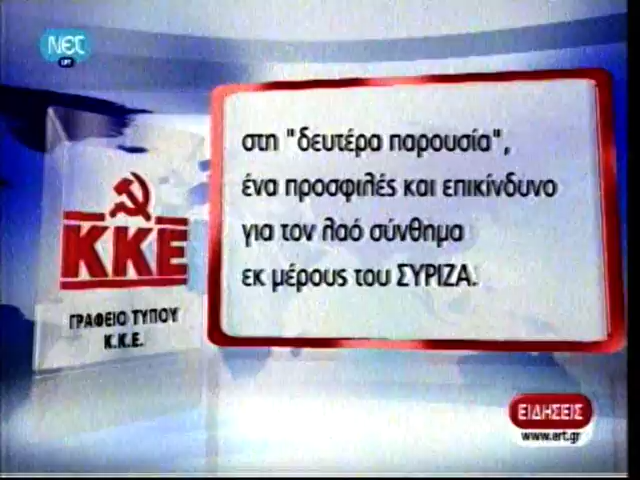 ΝΕΤ
ΕΡΤ
στη "δευτέρα παρουσία",
ένα προσφιλές και επικίνδυνο
για τον λαό σύνθημα
εκ μέρους του ΣΥΡΙΖΑ.
ΚΚΕ
ΓΡΑΦΕΙΟ ΤΥΠΟΥ
Κ.Κ.Ε.
ΕΙΔΗΣΕΙΣ
www.ert.gr